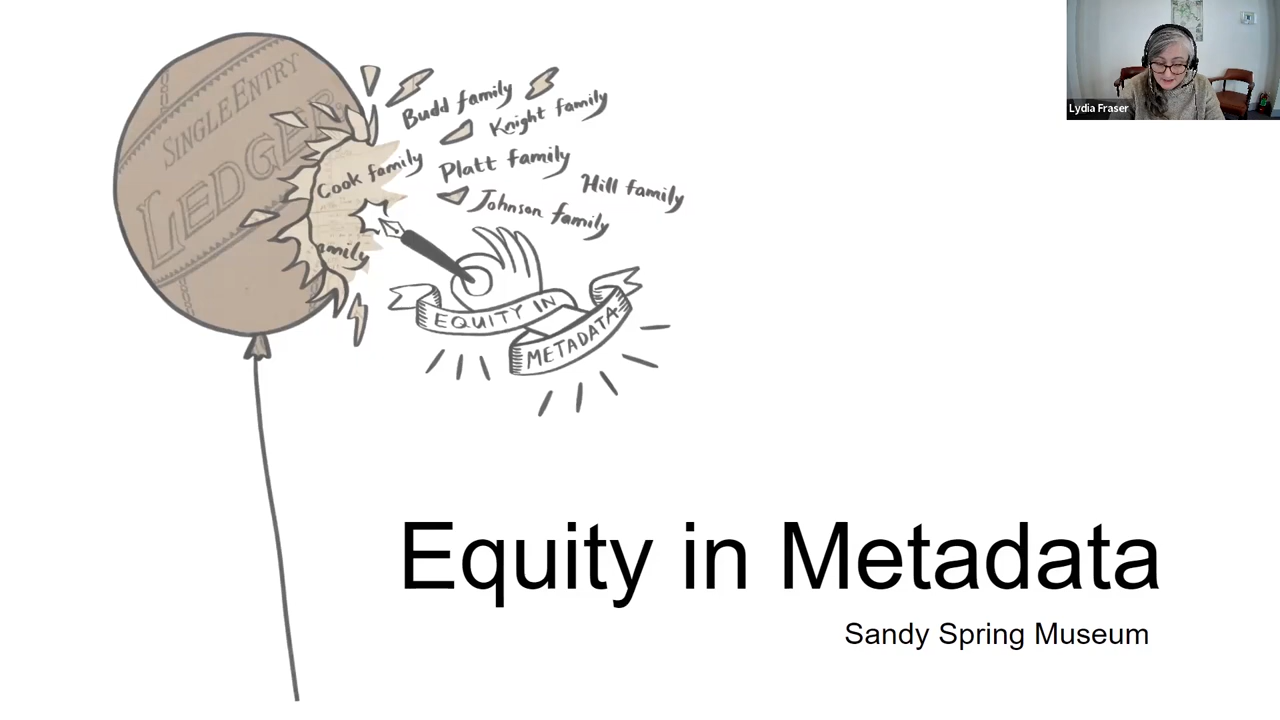 SINGLE ENTRY
LEDGER
Budd family
Knight family
Cook family
Platt family
Hill family
Johnson family
amily
EQUITY IN
METADATA
Equity in Metadata
Sandy Spring Museum
Lydia Fraser